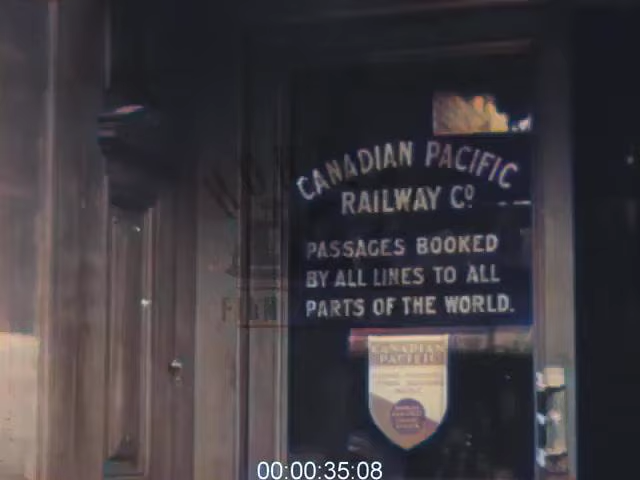 CANADIAN PACIFIC
RAILWAY Cº
PASSAGES BOOKED
BY ALL LINES TO ALL
PARTS OF THE WORLD.
CANADIAN
PACIFIC
00:00:35:08